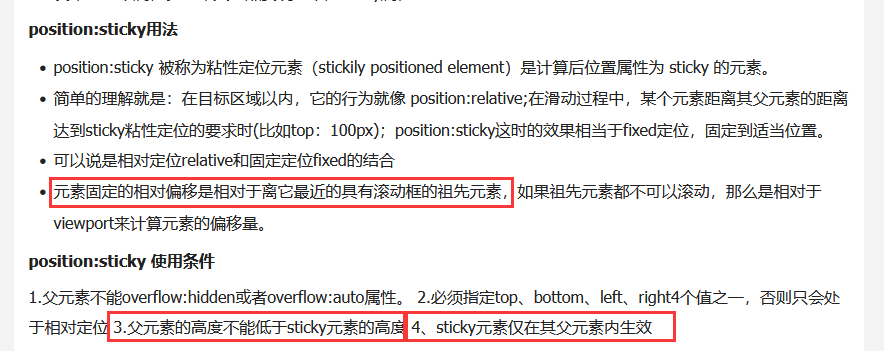 position:sticky用法
position:sticky 被称为粘性定位元素（stickily positioned element）是计算后位置属性为 sticky 的元素。
简单的理解就是：在目标区域以内，它的行为就像 position:relative;在滑动过程中，某个元素距离其父元素的距离
达到sticky粘性定位的要求时(比如top：100px)；position:sticky这时的效果相当于fixed定位，固定到适当位置。
可以说是相对定位relative和固定定位fixed的结合
元素固定的相对偏移是相对于离它最近的具有滚动框的祖先元素，如果祖先元素都不可以滚动，那么是相对于
viewport来计算元素的偏移量。
position:sticky 使用条件
1.父元素不能overflow:hidden或者overflow:auto属性。 2.必须指定top、bottom、left、right4个值之一，否则只会处
于相对定位 3.父元素的高度不能低于sticky元素的高度 4、sticky元素仅在其父元素内生效